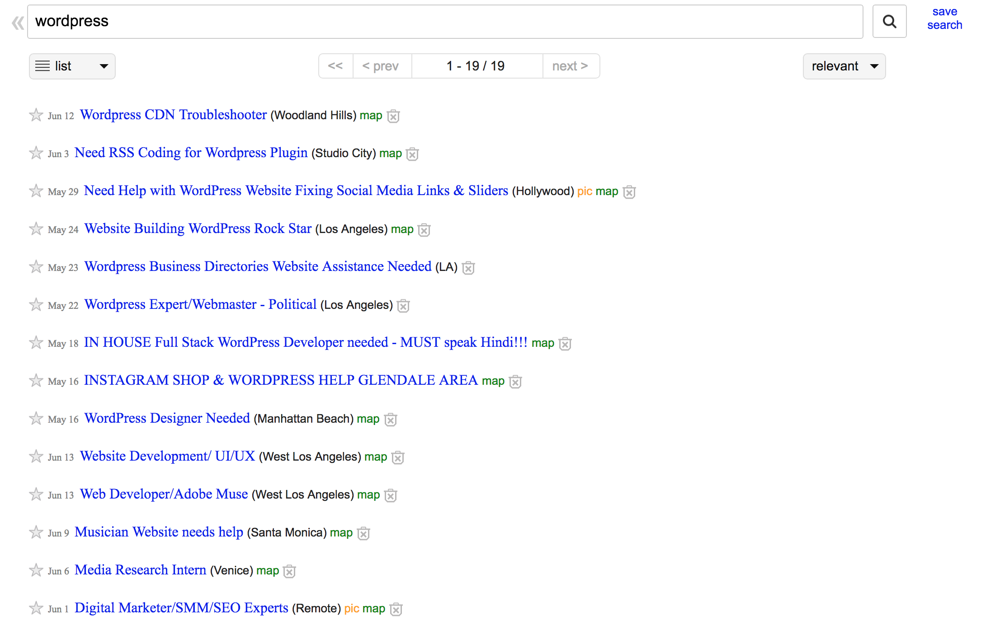 « wordpress save
search
list << < prev 1 - 19 / 19 next > relevant
Jun 12 Wordpress CDN Troubleshooter (Woodland Hills) map
Jun 3 Need RSS Coding for Wordpress Plugin (Studio City) map
May 29 Need Help with WordPress Website Fixing Social Media Links & Sliders (Hollywood) pic map
May 24 Website Building WordPress Rock Star (Los Angeles) map
May 23 Wordpress Business Directories Website Assistance Needed (LA)
May 22 Wordpress Expert/Webmaster - Political (Los Angeles)
May 18 IN HOUSE Full Stack WordPress Developer needed - MUST speak Hindi!!! map
May 16 INSTAGRAM SHOP & WORDPRESS HELP GLENDALE AREA map
May 16 WordPress Designer Needed (Manhattan Beach) map
Jun 13 Website Development/ UI/UX (West Los Angeles) map
Jun 13 Web Developer/Adobe Muse (West Los Angeles) map
Jun 9 Musician Website needs help (Santa Monica) map
Jun 6 Media Research Intern (Venice) map
Jun 1 Digital Marketer/SMM/SEO Experts (Remote) pic map